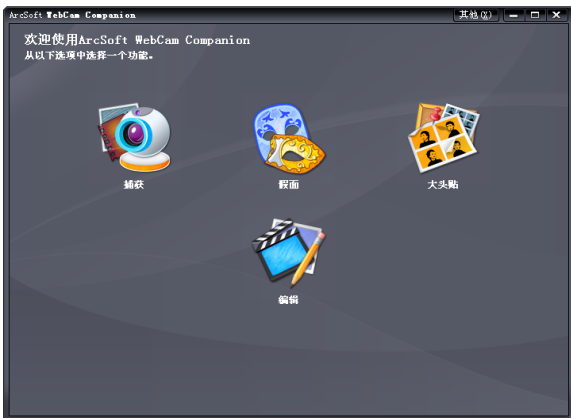 ArcSoft WebCam Companion
其他(X)
欢迎使用ArcSoft WebCam Companion
从以下选项中选择一个功能。
捕获
假面
大头贴
编辑